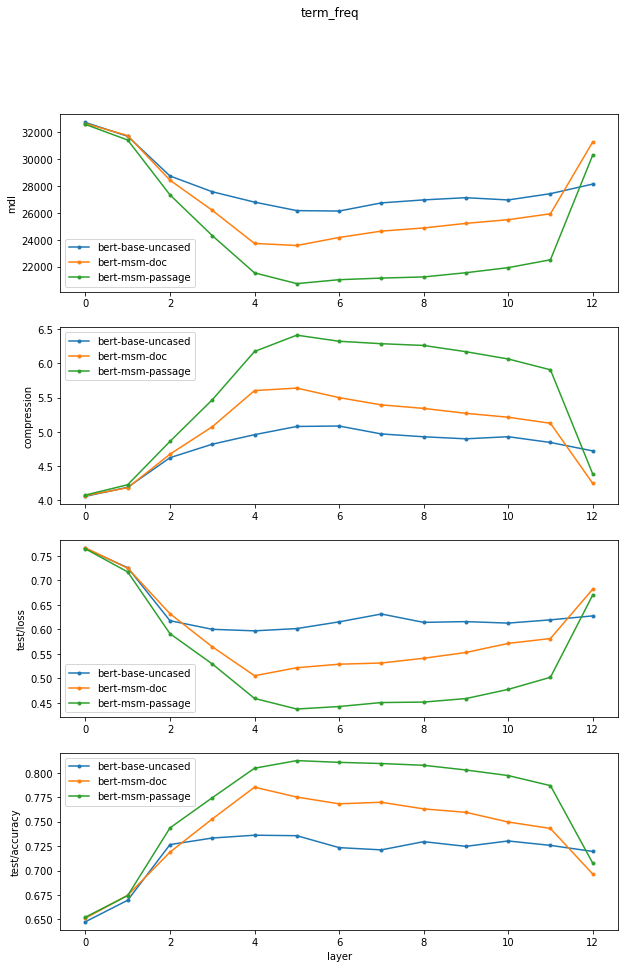 term_freq
32000
30000
28000
26000
24000
22000
mdl
bert-base-uncased
bert-msm-doc
bert-msm-passage
0 2 4 6 8 10 12
6.5
6.0
5.5
5.0
4.5
4.0
compression
bert-base-uncased
bert-msm-doc
bert-msm-passage
0 2 4 6 8 10 12
0.75
0.70
0.65
0.60
0.55
0.50
0.45
test/loss
bert-base-uncased
bert-msm-doc
bert-msm-passage
0 2 4 6 8 10 12
0.800
0.775
0.750
0.725
0.700
0.675
0.650
test/accuracy
bert-base-uncased
bert-msm-doc
bert-msm-passage
0 2 4 6 8 10 12
layer